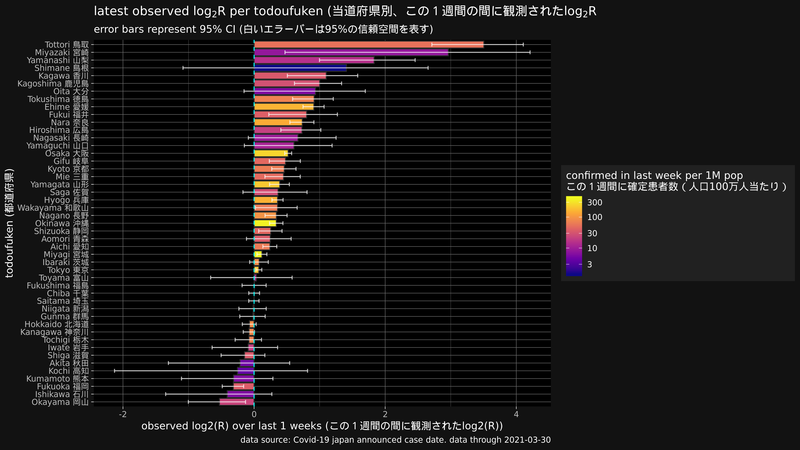 latest observed log₂R per todoufuken (当道府県別、この１週間の間に観測されたlog₂R
error bars represent 95% CI (白いエラーバーは95%の信頼空間を表す)
Tottori 鳥取
Miyazaki 宮崎
Yamanashi 山梨
Shimane 島根
Kagawa 香川
Kagoshima 鹿児島
Oita 大分
Tokushima 徳島
Ehime 愛媛
Fukui 福井
Nara 奈良
Hiroshima 広島
Nagasaki 長崎
Yamaguchi 山口
Osaka 大阪
Gifu 岐阜
Kyoto 京都
Mie 三重
Yamagata 山形
Saga 佐賀
Hyogo 兵庫
Wakayama 和歌山
Nagano 長野
Okinawa 沖縄
Shizuoka 静岡
Aomori 青森
Aichi 愛知
Miyagi 宮城
Ibaraki 茨城
Tokyo 東京
Toyama 富山
Fukushima 福島
Chiba 千葉
Saitama 埼玉
Niigata 新潟
Gunma 群馬
Hokkaido 北海道
Kanagawa 神奈川
Tochigi 栃木
Iwate 岩手
Shiga 滋賀
Akita 秋田
Kochi 高知
Kumamoto 熊本
Fukuoka 福岡
Ishikawa 石川
Okayama 岡山
todoufuken (都道府県)
-2 0 2 4
observed log2(R) over last 1 weeks (この１週間の間に観測されたlog2(R))
data source: Covid-19 japan announced case date. data through 2021-03-30
confirmed in last week per 1M pop
この１週間に確定患者数 ( 人口100万人当たり )
300
100
30
10
3